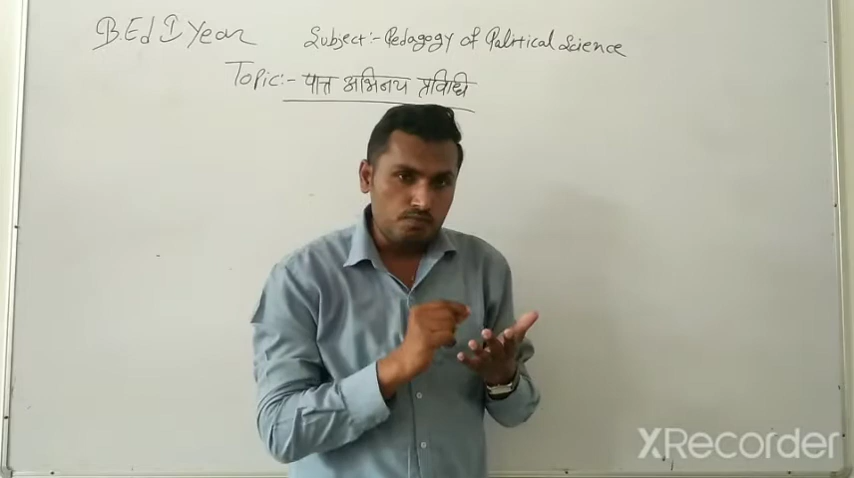 B.Ed I Year
Subject:- Pedagogy of Political Science
Topic:- पात्र अभिनय प्रविधि
XRecorder